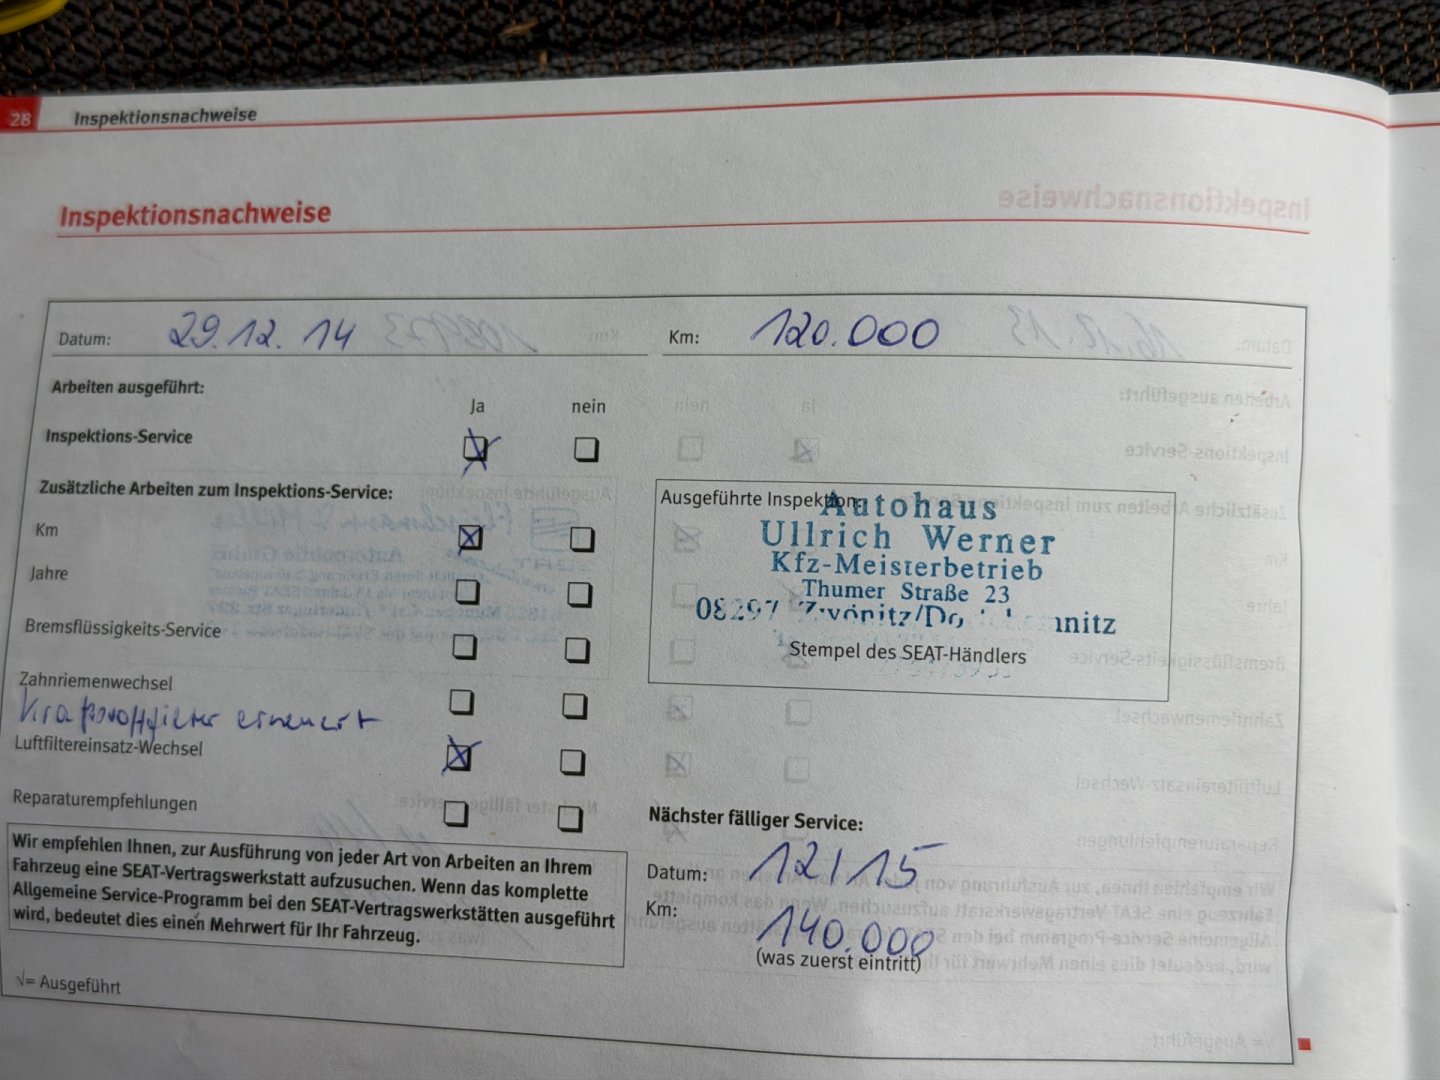 28 Inspektionsnachweise
Inspektionsnachweise
Datum: 29.12.14 Km: 120.000
Arbeiten ausgeführt:
Ja nein
Inspektions-Service
Zusätzliche Arbeiten zum Inspektions-Service:
Km
Jahre
Bremsflüssigkeits-Service
Zahnriemenwechsel
Kraftstofffilter erneuert
Luftfiltereinsatz-Wechsel
Reparaturempfehlungen
Wir empfehlen Ihnen, zur Ausführung von jeder Art von Arbeiten an Ihrem
Fahrzeug eine SEAT-Vertragswerkstatt aufzusuchen. Wenn das komplette
Allgemeine Service-Programm bei den SEAT-Vertragswerkstätten ausgeführt
wird, bedeutet dies einen Mehrwert für Ihr Fahrzeug.
√= Ausgeführt
Ausgeführte Inspektion:
Autohaus
Ullrich Werner
Kfz-Meisterbetrieb
Thumer Straße 23
08297 Zwönitz/
Stempel des SEAT-Händlers
Nächster fälliger Service:
Datum: 12/15
Km: 140.000
(was zuerst eintritt)